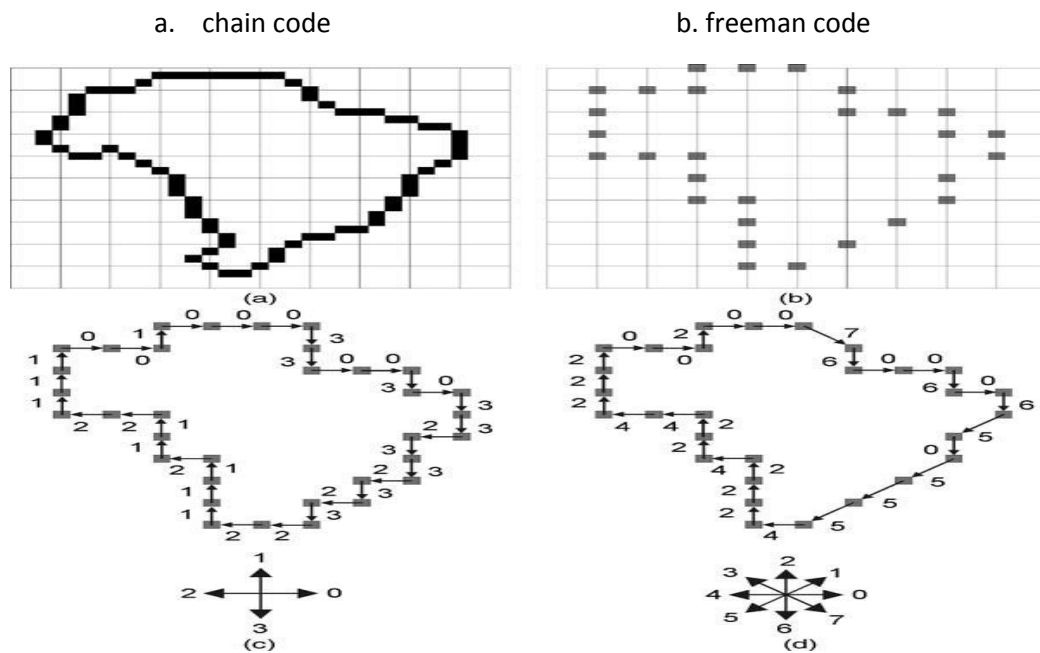 a. chain code
b. freeman code
(a)
(b)
0 0 0
0 1 3
1 0 3 0 0
1 3 0
1 3
2 2 1 3
1 3 2
2 1 2 3
1 2 3
1 3
2 2
1
2 0
3
(c)
0 0
0 2 7
2 0 6 0 0
2 6 0
2 6
4 4 2 5
2 0
4 2 5
2 5
2 5
4
2
3 1
4 0
5 7
6
(d)